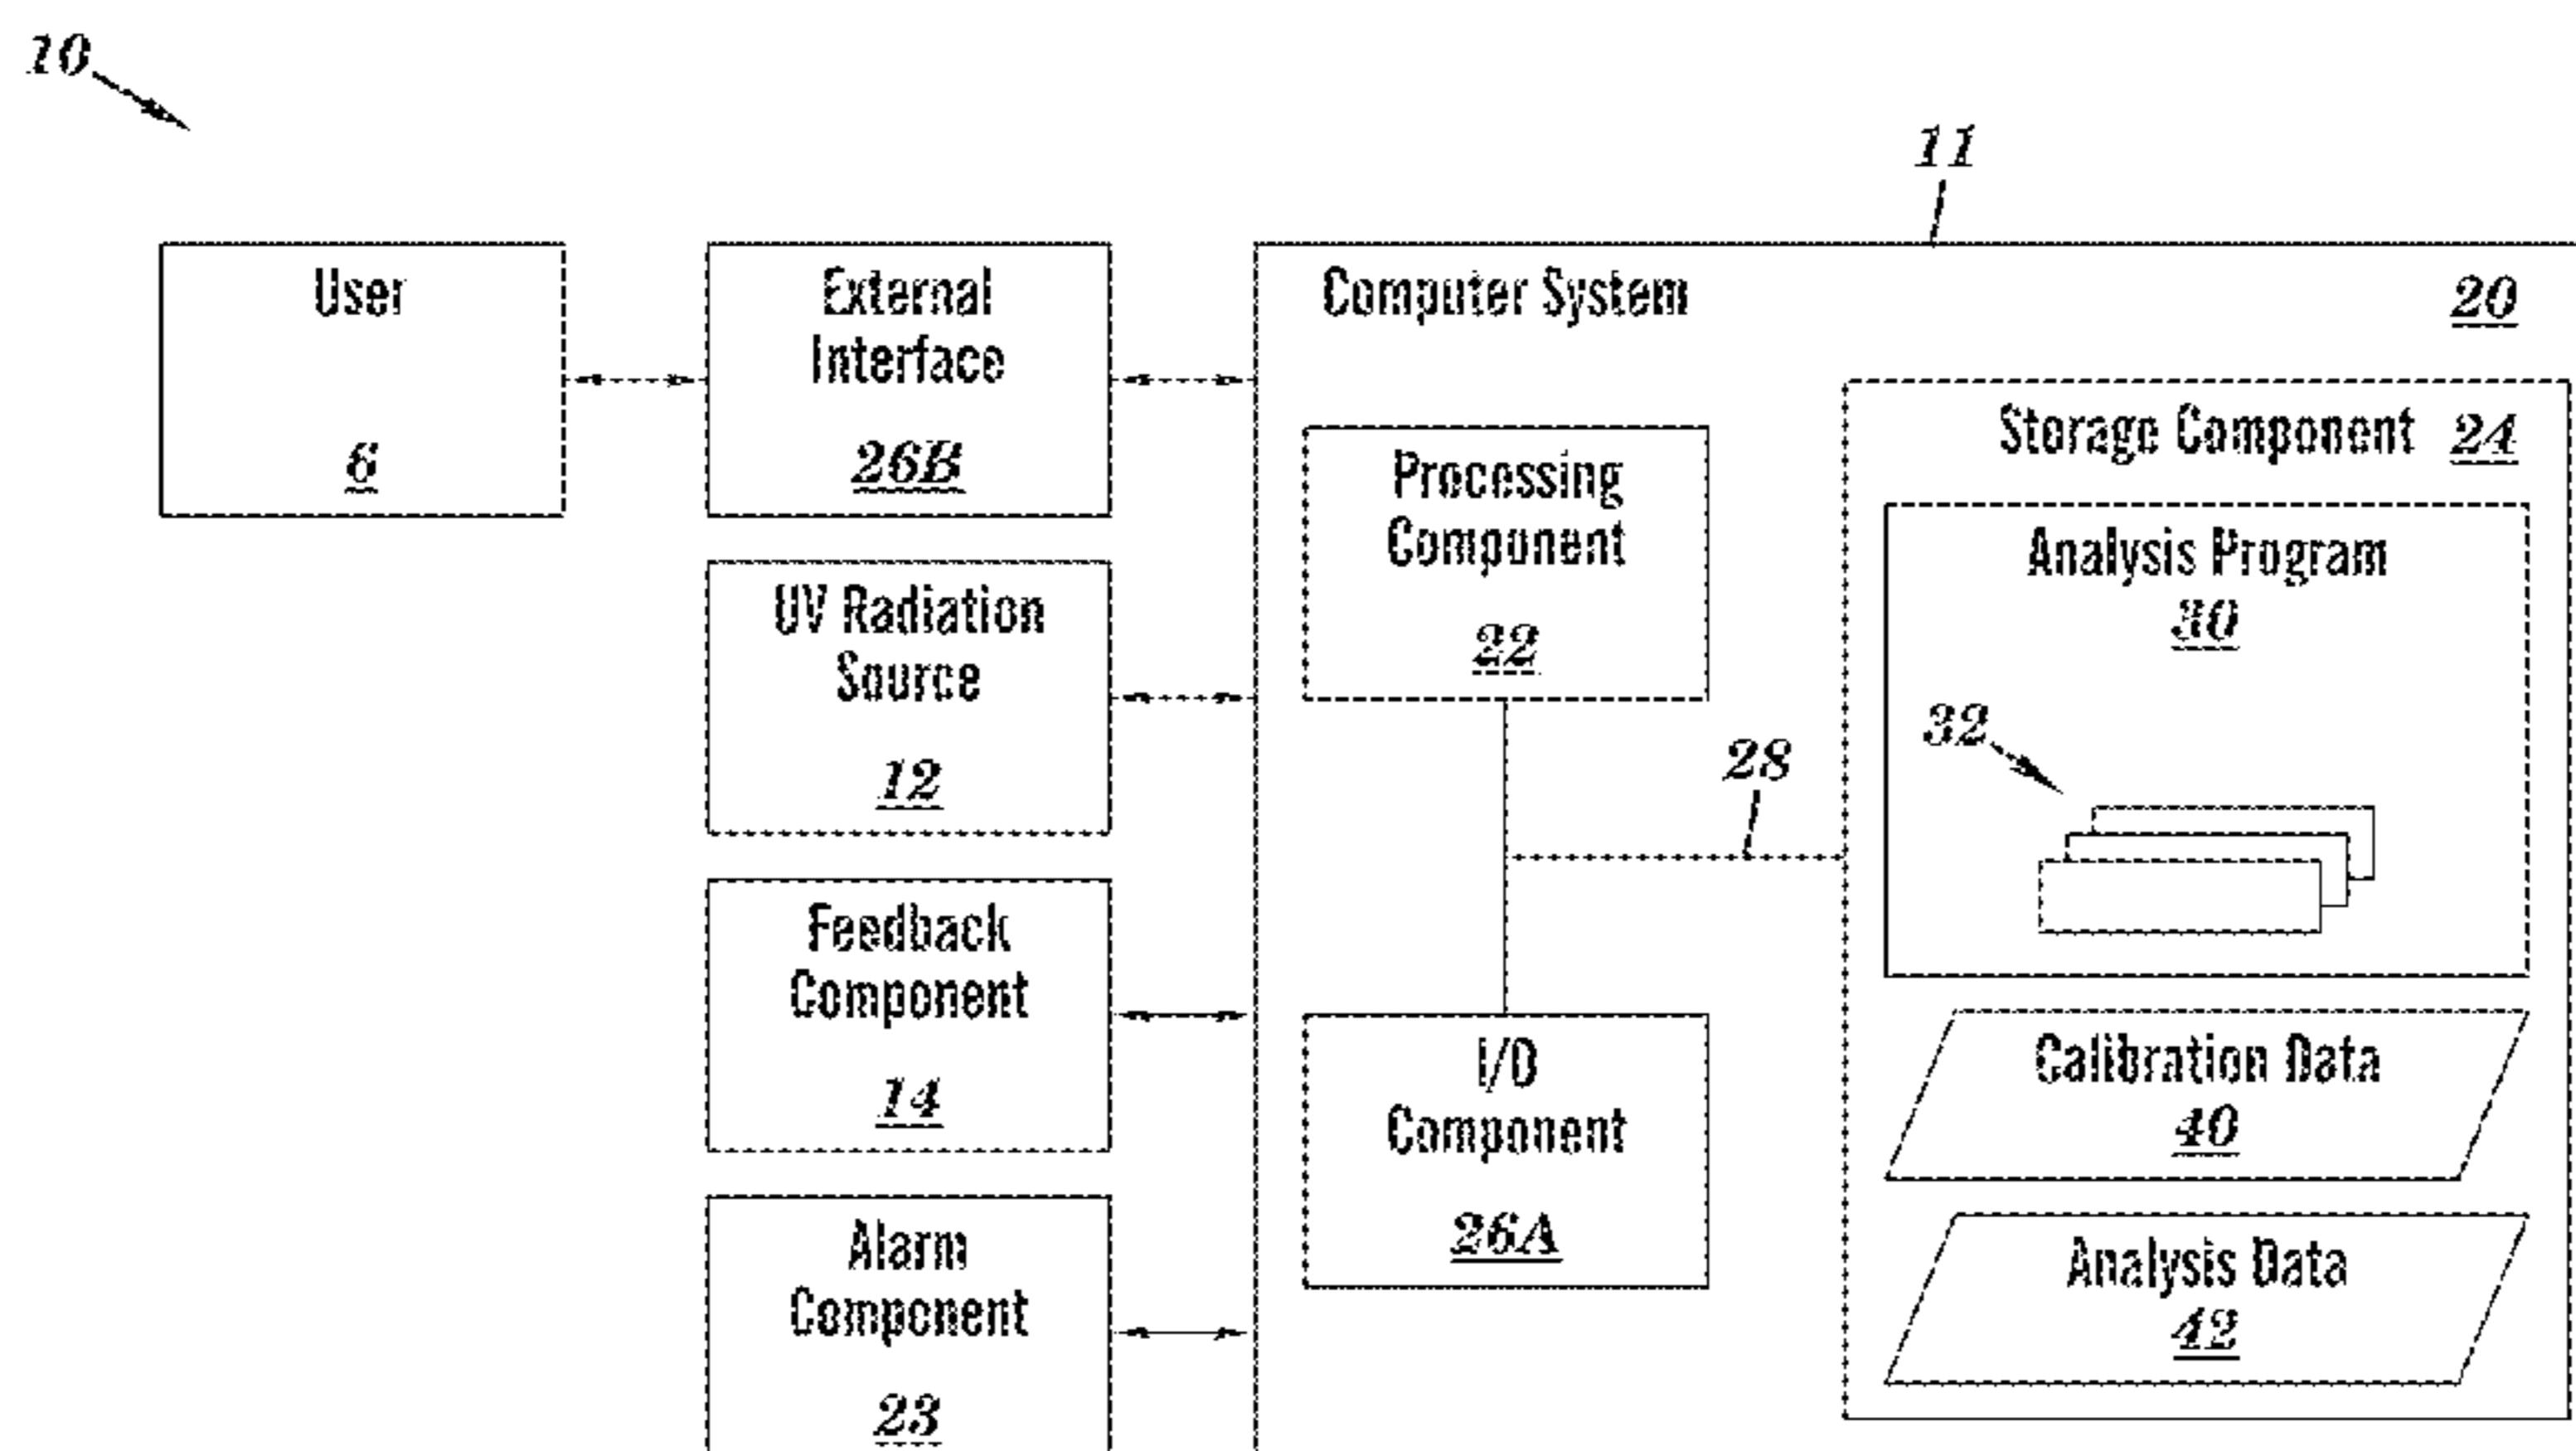 10
11
User
6
External
Interface
26B
UV Radiation
Source
12
Feedback
Component
14
Alarm
Component
23
Computer System
20
Processing
Component
22
28
I/O
Component
26A
Storage Component 24
Analysis Program
30
32
Calibration Data
40
Analysis Data
42